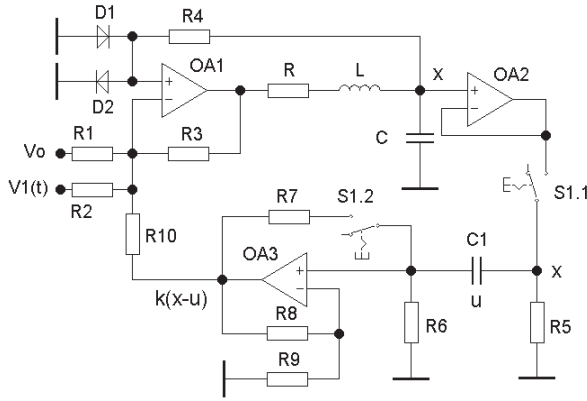 D1
R4
D2
OA1
R
L
x
OA2
R1
R3
Vo
C
V1(t)
R2
R7
S1.2
S1.1
R10
OA3
C1
x
k(x-u)
u
R8
R6
R5
R9